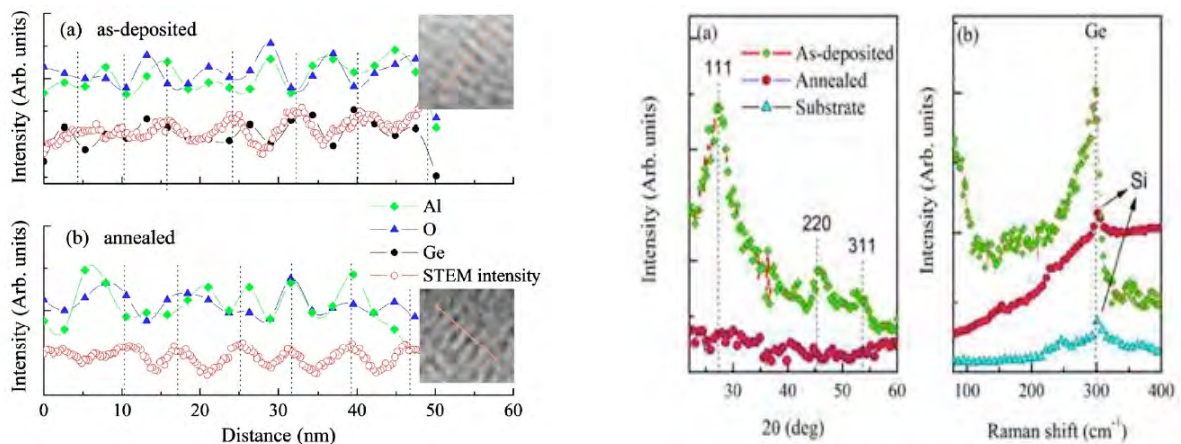 (a) as-deposited
Intensity (Arb. units)
(b) annealed
Al
O
Ge
STEM intensity
Intensity (Arb. units)
0 10 20 30 40 50 60
Distance (nm)
(a)
111
As-deposited
Annealed
Substrate
220
311
Intensity (Arb. units)
30 40 50 60
2θ (deg)
(b)
Ge
Si
Intensity (Arb. units)
100 200 300 400
Raman shift (cm⁻¹)